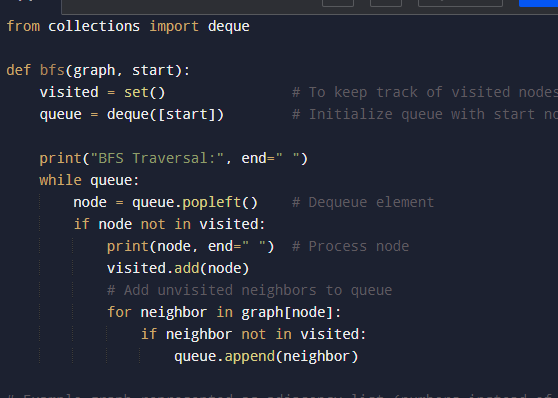 from collections import deque
def bfs(graph, start):
visited = set() # To keep track of visited nodes
queue = deque([start]) # Initialize queue with start
print("BFS Traversal:", end=" ")
while queue:
node = queue.popleft() # Dequeue element
if node not in visited:
print(node, end=" ") # Process node
visited.add(node)
# Add unvisited neighbors to queue
for neighbor in graph[node]:
if neighbor not in visited:
queue.append(neighbor)